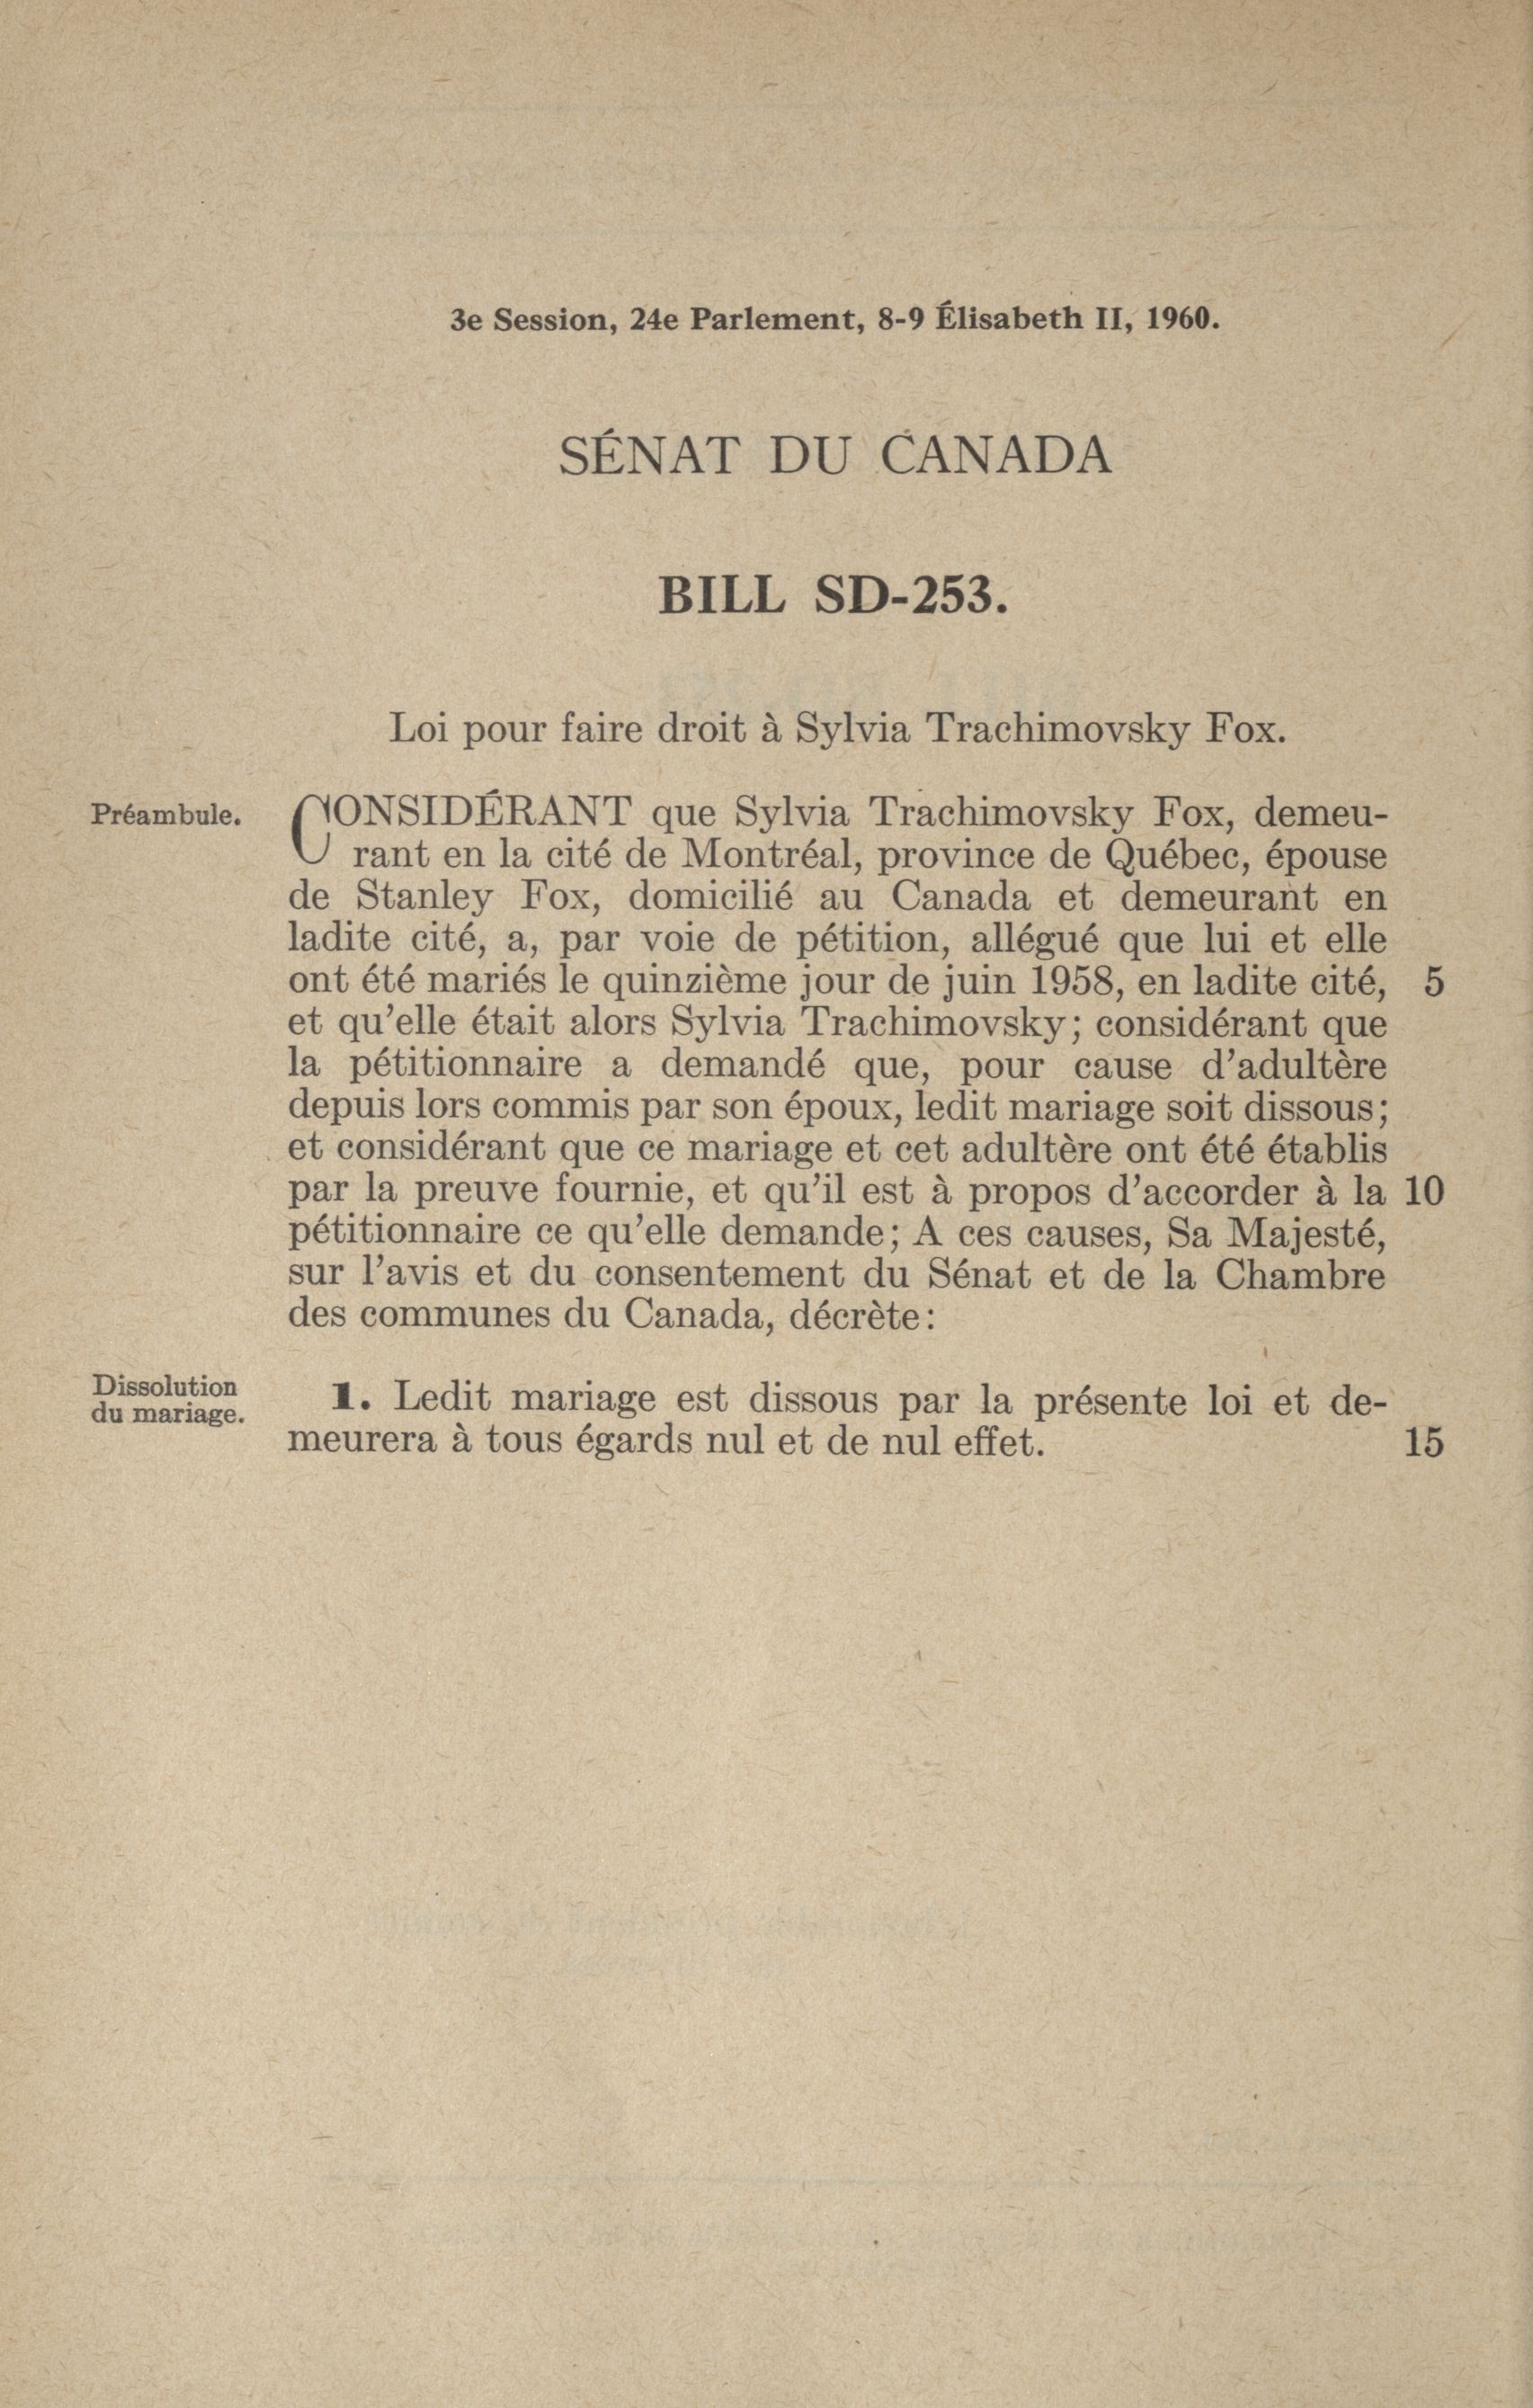 3e Session, 24e Parlement, 8-9 Élisabeth II, 1960.
SÉNAT DU CANADA
BILL SD-253.
Loi pour faire droit à Sylvia Trachimovsky Fox.
Préambule.
CONSIDÉRANT que Sylvia Trachimovsky Fox, demeu-
rant en la cité de Montréal, province de Québec, épouse
de Stanley Fox, domicilié au Canada et demeurant en
ladite cité, a, par voie de pétition, allégué que lui et elle
ont été mariés le quinzième jour de juin 1958, en ladite cité, 5
et qu'elle était alors Sylvia Trachimovsky; considérant que
la pétitionnaire a demandé que, pour cause d'adultère
depuis lors commis par son époux, ledit mariage soit dissous;
et considérant que ce mariage et cet adultère ont été établis
par la preuve fournie, et qu'il est à propos d'accorder à la 10
pétitionnaire ce qu'elle demande; A ces causes, Sa Majesté,
sur l'avis et du consentement du Sénat et de la Chambre
des communes du Canada, décrète:
Dissolution
du mariage.
1. Ledit mariage est dissous par la présente loi et de-
meurera à tous égards nul et de nul effet. 15